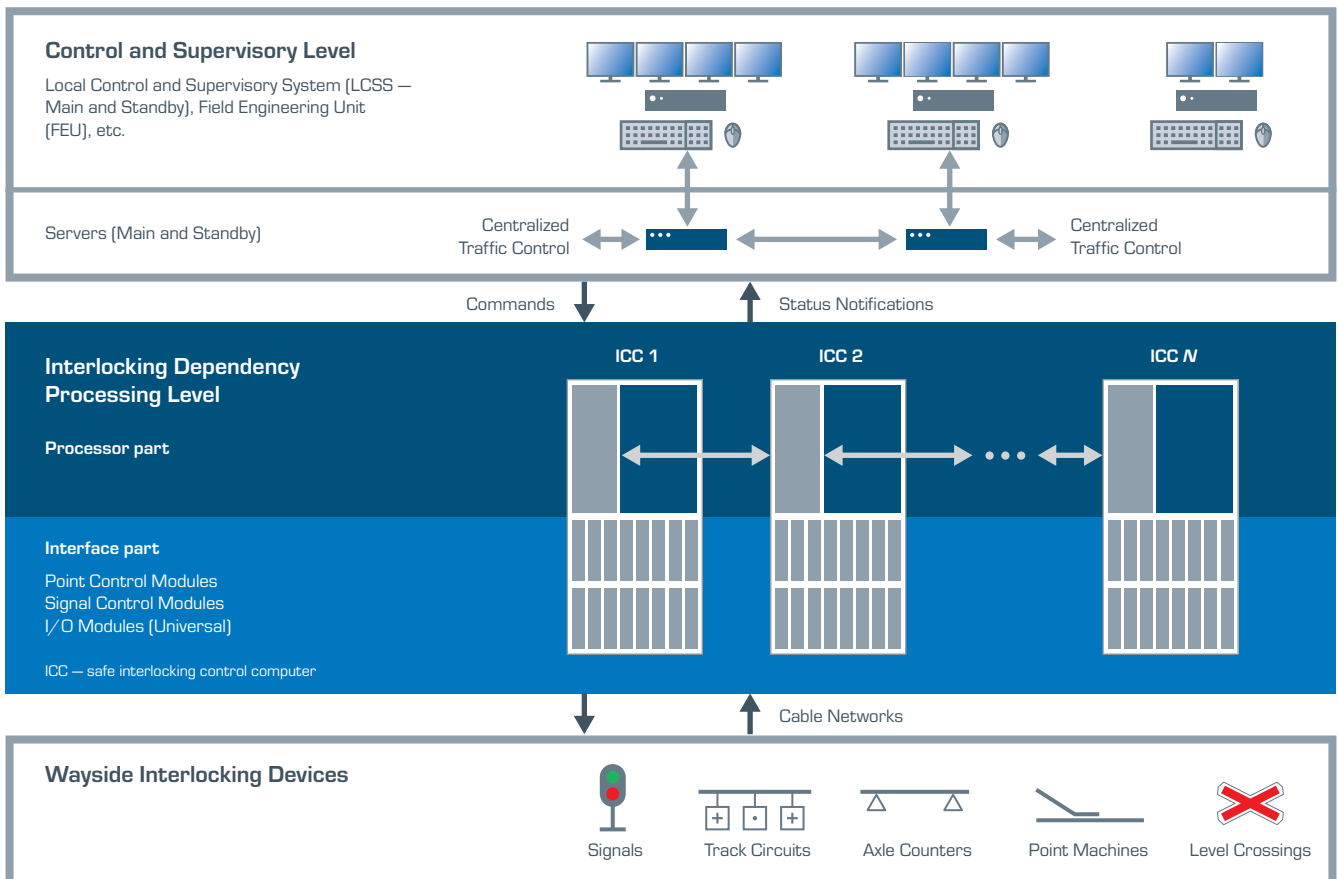 Control and Supervisory Level
Local Control and Supervisory System (LCSS —
Main and Standby), Field Engineering Unit
(FEU), etc.
Servers (Main and Standby)
Centralized
Traffic Control
Centralized
Traffic Control
Commands
Status Notifications
Interlocking Dependency
Processing Level
Processor part
ICC 1
ICC 2
ICC N
Interface part
Point Control Modules
Signal Control Modules
I/O Modules (Universal)
ICC — safe interlocking control computer
Cable Networks
Wayside Interlocking Devices
Signals
Track Circuits
Axle Counters
Point Machines
Level Crossings